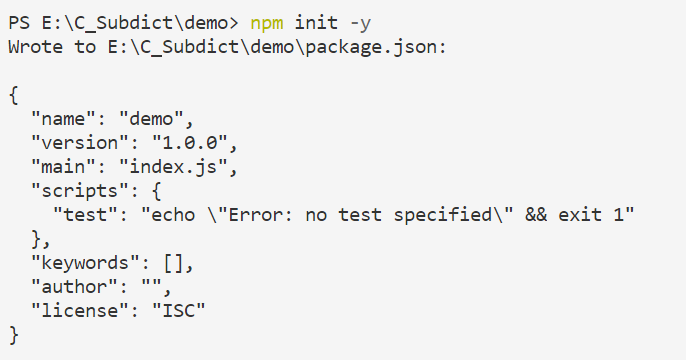 PS E:\C_Subdict\demo> npm init -y
Wrote to E:\C_Subdict\demo\package.json:
{
  "name": "demo",
  "version": "1.0.0",
  "main": "index.js",
  "scripts": {
    "test": "echo \"Error: no test specified\" && exit 1"
  },
  "keywords": [],
  "author": "",
  "license": "ISC"
}